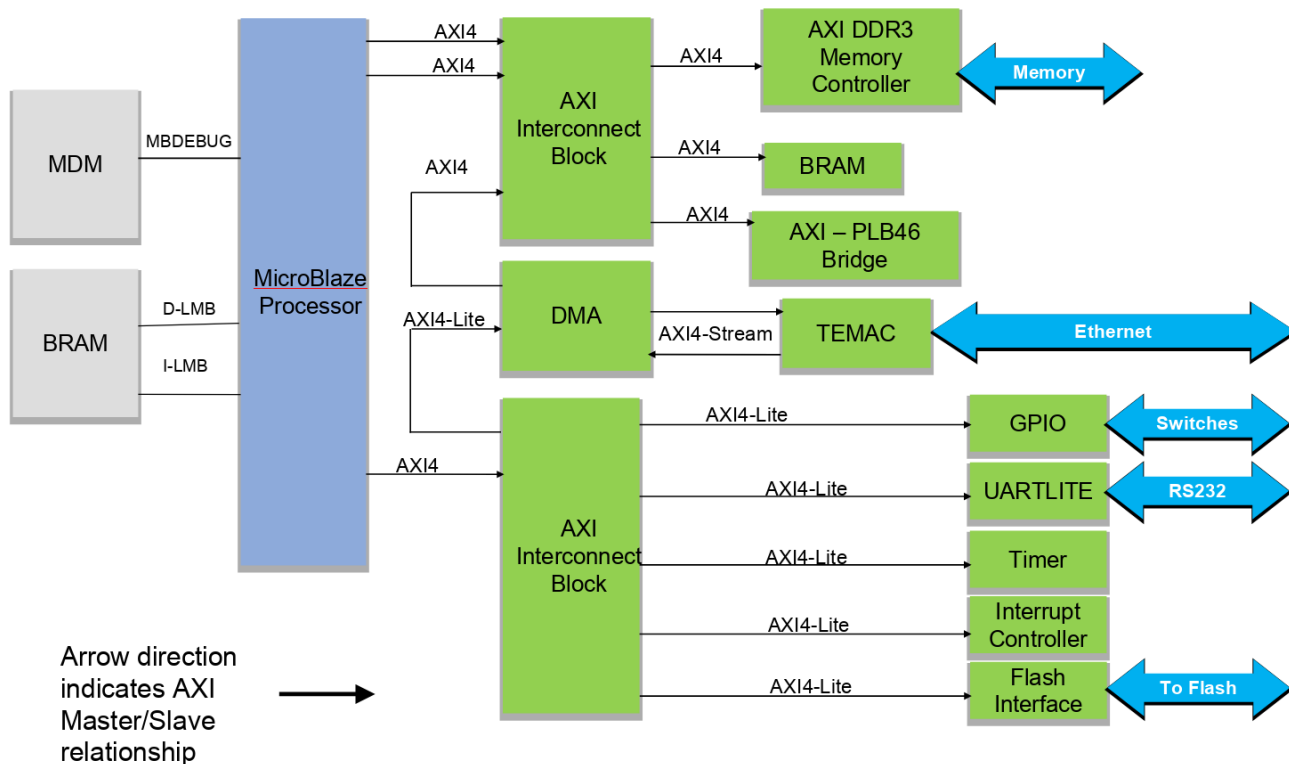 AXI4
AXI4
AXI
Interconnect
Block
AXI4
AXI DDR3
Memory
Controller
Memory
MDM
MBDEBUG
AXI4
AXI4
BRAM
AXI4
AXI – PLB46
Bridge
MicroBlaze
Processor
BRAM
D-LMB
I-LMB
AXI4-Lite
DMA
AXI4-Stream
TEMAC
Ethernet
AXI4
AXI
Interconnect
Block
AXI4-Lite
GPIO
Switches
AXI4-Lite
UARTLITE
RS232
AXI4-Lite
Timer
AXI4-Lite
Interrupt
Controller
AXI4-Lite
Flash
Interface
To Flash
Arrow direction
indicates AXI
Master/Slave
relationship